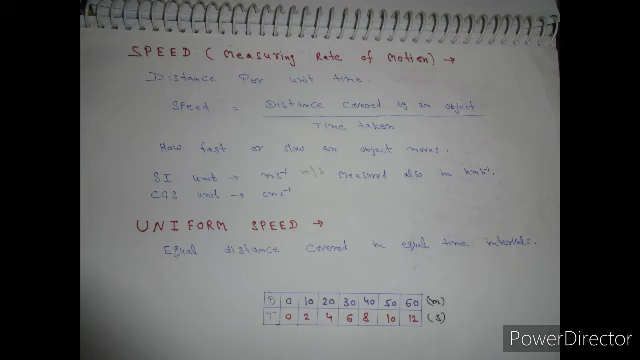 SPEED (Measuring Rate of Motion) →
Distance Per unit time.
Speed = Distance covered by an object
Time taken
How fast or slow an object moves.
SI unit → ms⁻¹ m/s Measured also in kmh⁻¹
CGS unit → cms⁻¹
UNIFORM SPEED →
Equal distance covered in equal time intervals.
D 0 10 20 30 40 50 60 (m)
T 0 2 4 6 8 10 12 (s)
PowerDirector